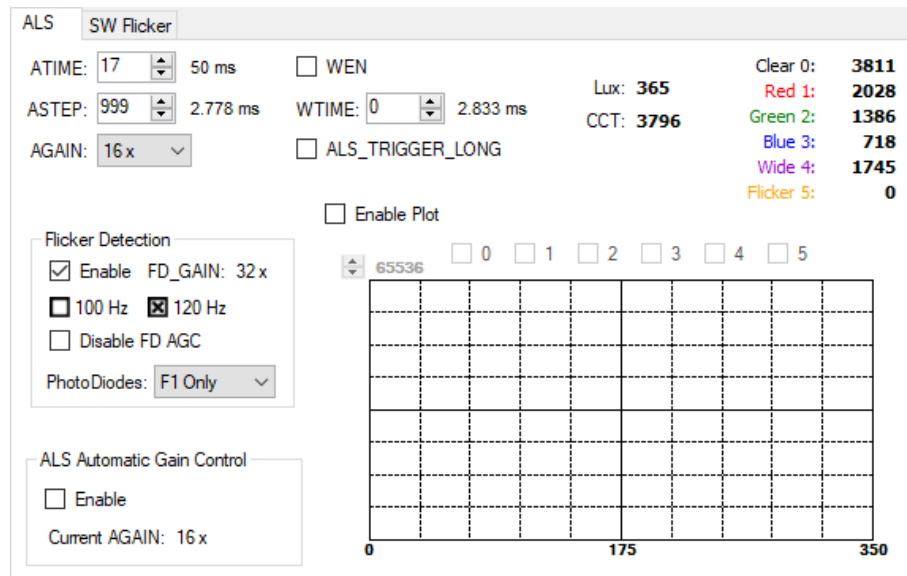 ALS SW Flicker
ATIME: 17 50 ms
ASTEP: 999 2.778 ms
AGAIN: 16 x
WEN
WTIME: 0 2.833 ms
ALS_TRIGGER_LONG
Lux: 365
CCT: 3796
Clear 0: 3811
Red 1: 2028
Green 2: 1386
Blue 3: 718
Wide 4: 1745
Flicker 5: 0
Enable Plot
Flicker Detection
Enable FD_GAIN: 32 x
100 Hz 120 Hz
Disable FD AGC
PhotoDiodes: F1 Only
ALS Automatic Gain Control
Enable
Current AGAIN: 16 x
65536 0 1 2 3 4 5
0 175 350